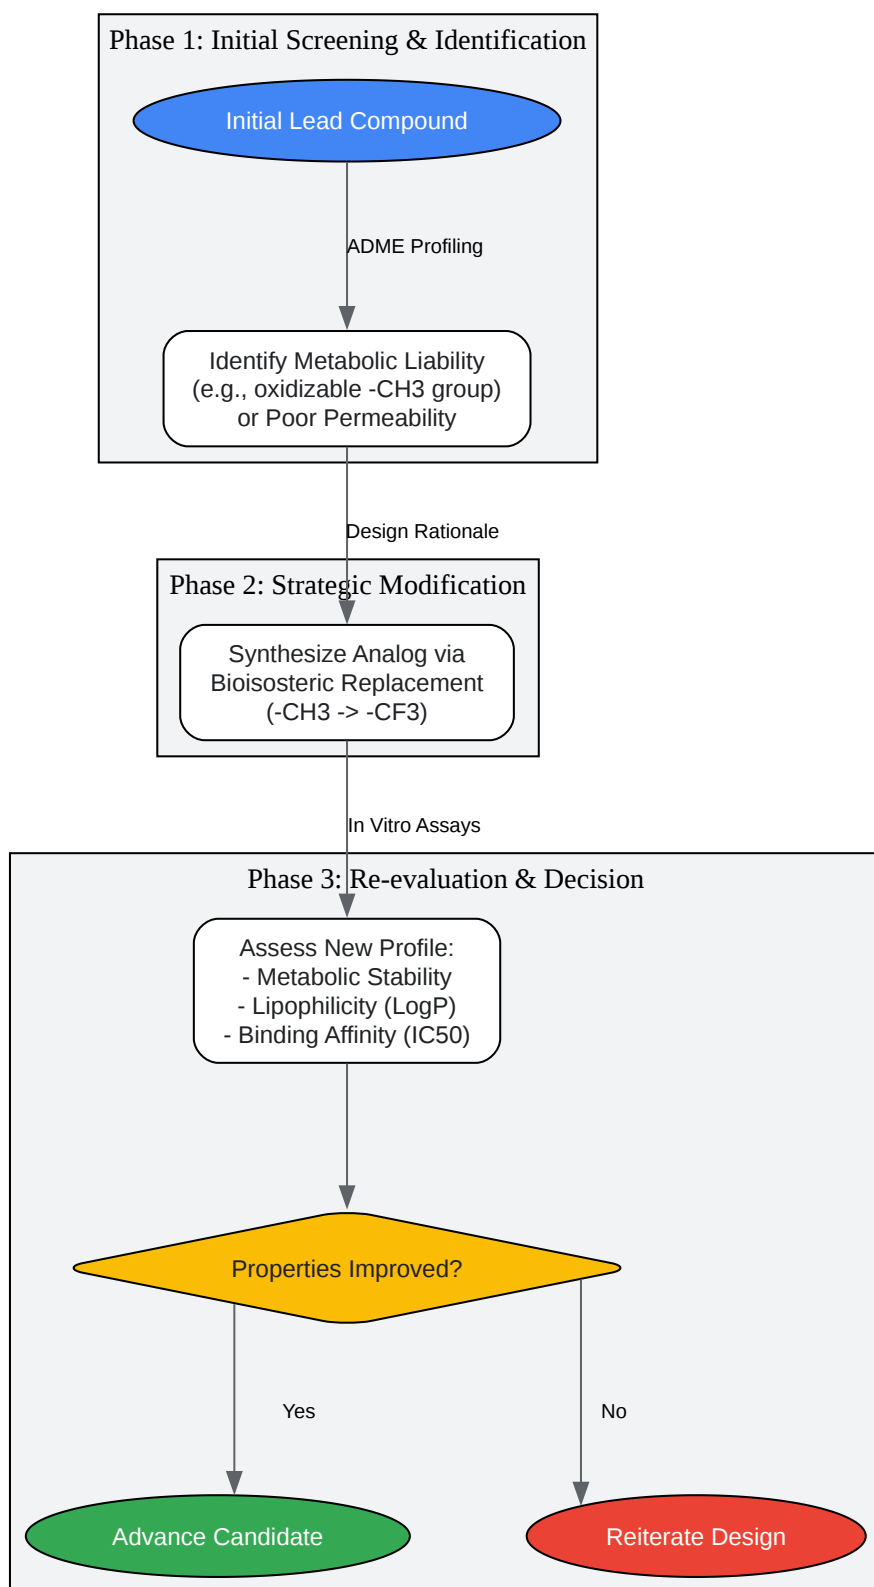 Phase 1: Initial Screening & Identification
Initial Lead Compound
ADME Profiling
Identify Metabolic Liability
(e.g., oxidizable -CH3 group)
or Poor Permeability
Design Rationale
Phase 2: Strategic Modification
Synthesize Analog via
Bioisosteric Replacement
(-CH3 -> -CF3)
In Vitro Assays
Phase 3: Re-evaluation & Decision
Assess New Profile:
- Metabolic Stability
- Lipophilicity (LogP)
- Binding Affinity (IC50)
Properties Improved?
Yes
No
Advance Candidate
Reiterate Design